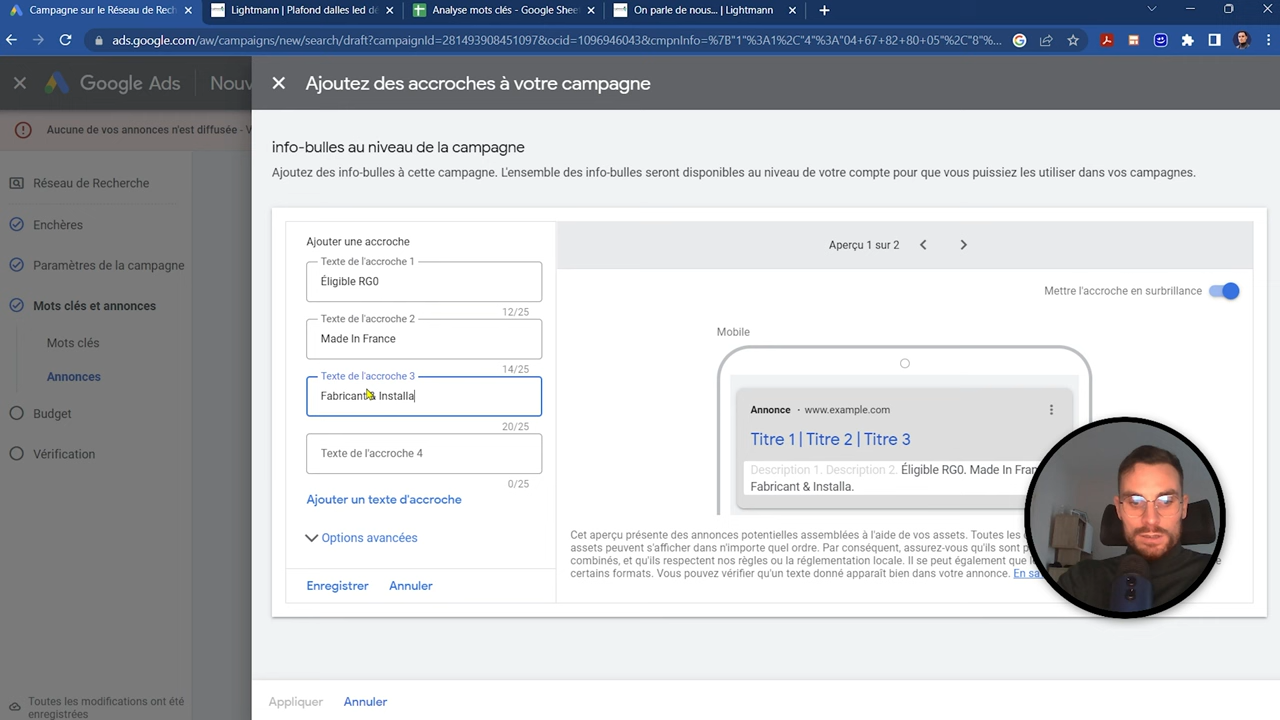 Campagne sur le Réseau de Rech
Lightmann | Plafond dalles led de
Analyse mots clés - Google Shee
On parle de nous... | Lightmann
ads.google.com/aw/campaigns/new/search/draft?campaignId=281493908451097&ocid=1096946043&cmpnInfo=%7B"1"%3A1%2C"4"%3A"04+67+82+80+05"%2C"8"%...
Google Ads
Nouv
Ajoutez des accroches à votre campagne
Aucune de vos annonces n'est diffusée - V
info-bulles au niveau de la campagne
Ajoutez des info-bulles à cette campagne. L'ensemble des info-bulles seront disponibles au niveau de votre compte pour que vous puissiez les utiliser dans vos campagnes.
Réseau de Recherche
Enchères
Paramètres de la campagne
Mots clés et annonces
Mots clés
Annonces
Budget
Vérification
Toutes les modifications ont été
enregistrées
Ajouter une accroche
Texte de l'accroche 1
Éligible RG0
12/25
Texte de l'accroche 2
Made In France
14/25
Texte de l'accroche 3
Fabricant & Installa
20/25
Texte de l'accroche 4
0/25
Ajouter un texte d'accroche
Options avancées
Enregistrer
Annuler
Aperçu 1 sur 2
Mettre l'accroche en surbrillance
Mobile
Annonce · www.example.com
Titre 1 | Titre 2 | Titre 3
Description 1. Description 2. Éligible RG0. Made In Fran
Fabricant & Installa.
Cet aperçu présente des annonces potentielles assemblées à l'aide de vos assets. Toutes les
assets peuvent s'afficher dans n'importe quel ordre. Par conséquent, assurez-vous qu'ils sont p
combinés, et qu'ils respectent nos règles ou la réglementation locale. Il se peut également que
certains formats. Vous pouvez vérifier qu'un texte donné apparaît bien dans votre annonce. En sa
Appliquer
Annuler